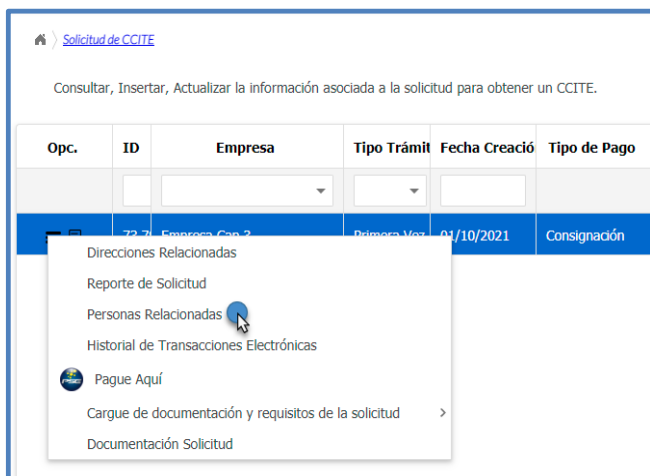 Solicitud de CCITE
Consultar, Insertar, Actualizar la información asociada a la solicitud para obtener un CCITE.
Opc. ID Empresa Tipo Trámit Fecha Creació Tipo de Pago
01/10/2021 Consignación
Direcciones Relacionadas
Reporte de Solicitud
Personas Relacionadas
Historial de Transacciones Electrónicas
PSE Pague Aquí
Cargue de documentación y requisitos de la solicitud
Documentación Solicitud